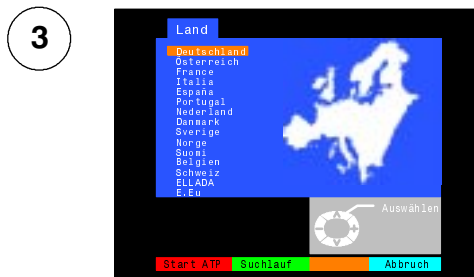 3
Land
Deutschland
Österreich
France
Italia
España
Portugal
Nederland
Danmark
Sverige
Norge
Suomi
Belgien
Schweiz
ELLADA
E.Eu
Auswählen
Start ATP Suchlauf Abbruch